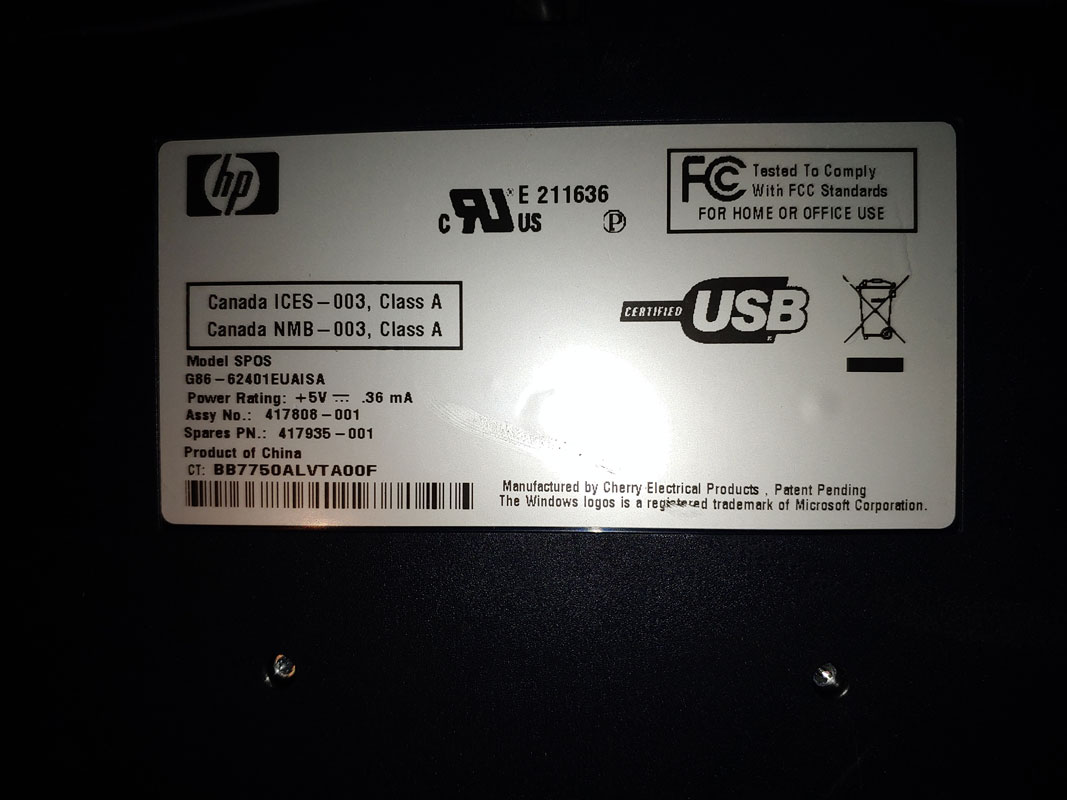 hp
c RU US E 211636
P
FC Tested To Comply
With FCC Standards
FOR HOME OR OFFICE USE
Canada ICES-003, Class A
Canada NMB-003, Class A
CERTIFIED USB
Model SPOS
G86-62401EUAISA
Power Rating: +5V ⎓ .36 mA
Assy No.: 417808-001
Spares PN.: 417935-001
Product of China
CT: BB7750ALVTA00F
Manufactured by Cherry Electrical Products , Patent Pending
The Windows logos is a registered trademark of Microsoft Corporation.